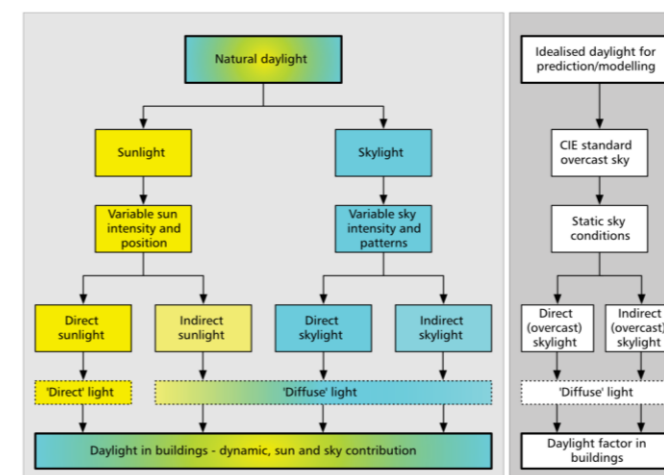 Natural daylight
Sunlight
Skylight
Variable sun
intensity and
position
Variable sky
intensity and
patterns
Direct
sunlight
Indirect
sunlight
Direct
skylight
Indirect
skylight
'Direct' light
'Diffuse' light
Daylight in buildings - dynamic, sun and sky contribution
Idealised daylight for
prediction/modelling
CIE standard
overcast sky
Static sky
conditions
Direct
(overcast)
skylight
Indirect
(overcast)
skylight
'Diffuse' light
Daylight factor in
buildings